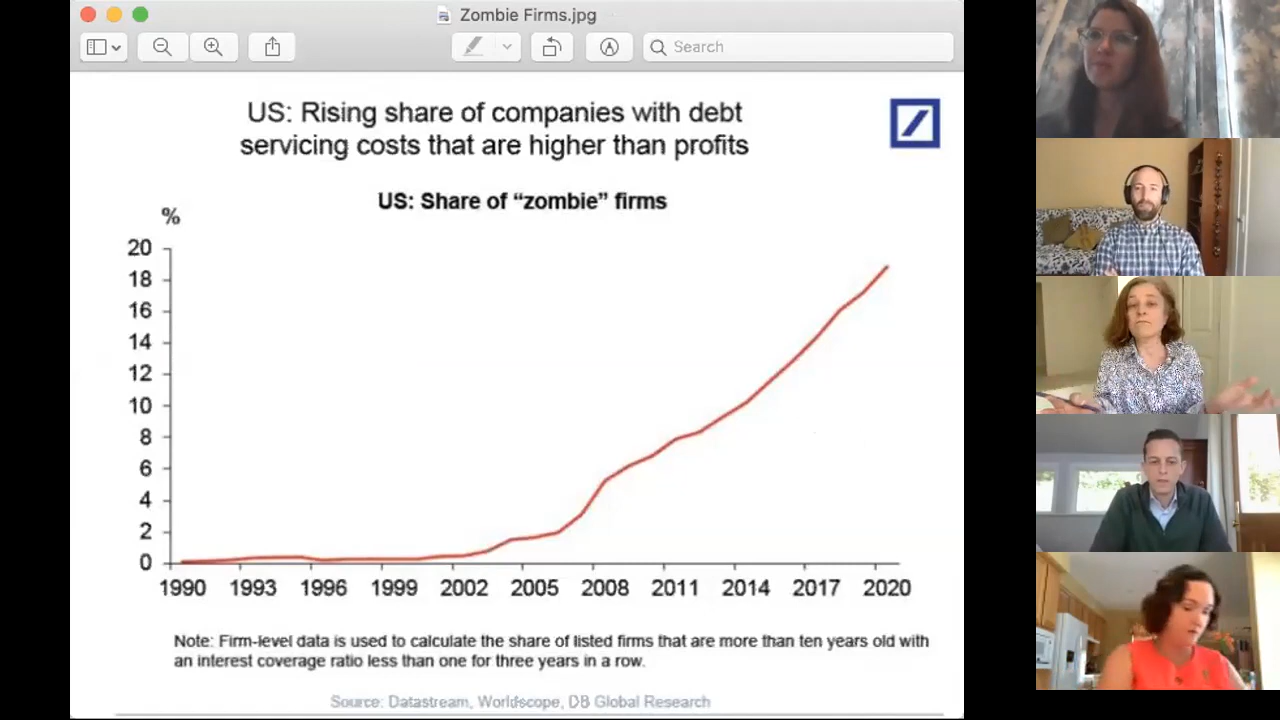 Zombie Firms.jpg
Search
US: Rising share of companies with debt
servicing costs that are higher than profits
US: Share of “zombie” firms
%
20
18
16
14
12
10
8
6
4
2
0
1990 1993 1996 1999 2002 2005 2008 2011 2014 2017 2020
Note: Firm-level data is used to calculate the share of listed firms that are more than ten years old with
an interest coverage ratio less than one for three years in a row.
Source: Datastream, Worldscope, DB Global Research